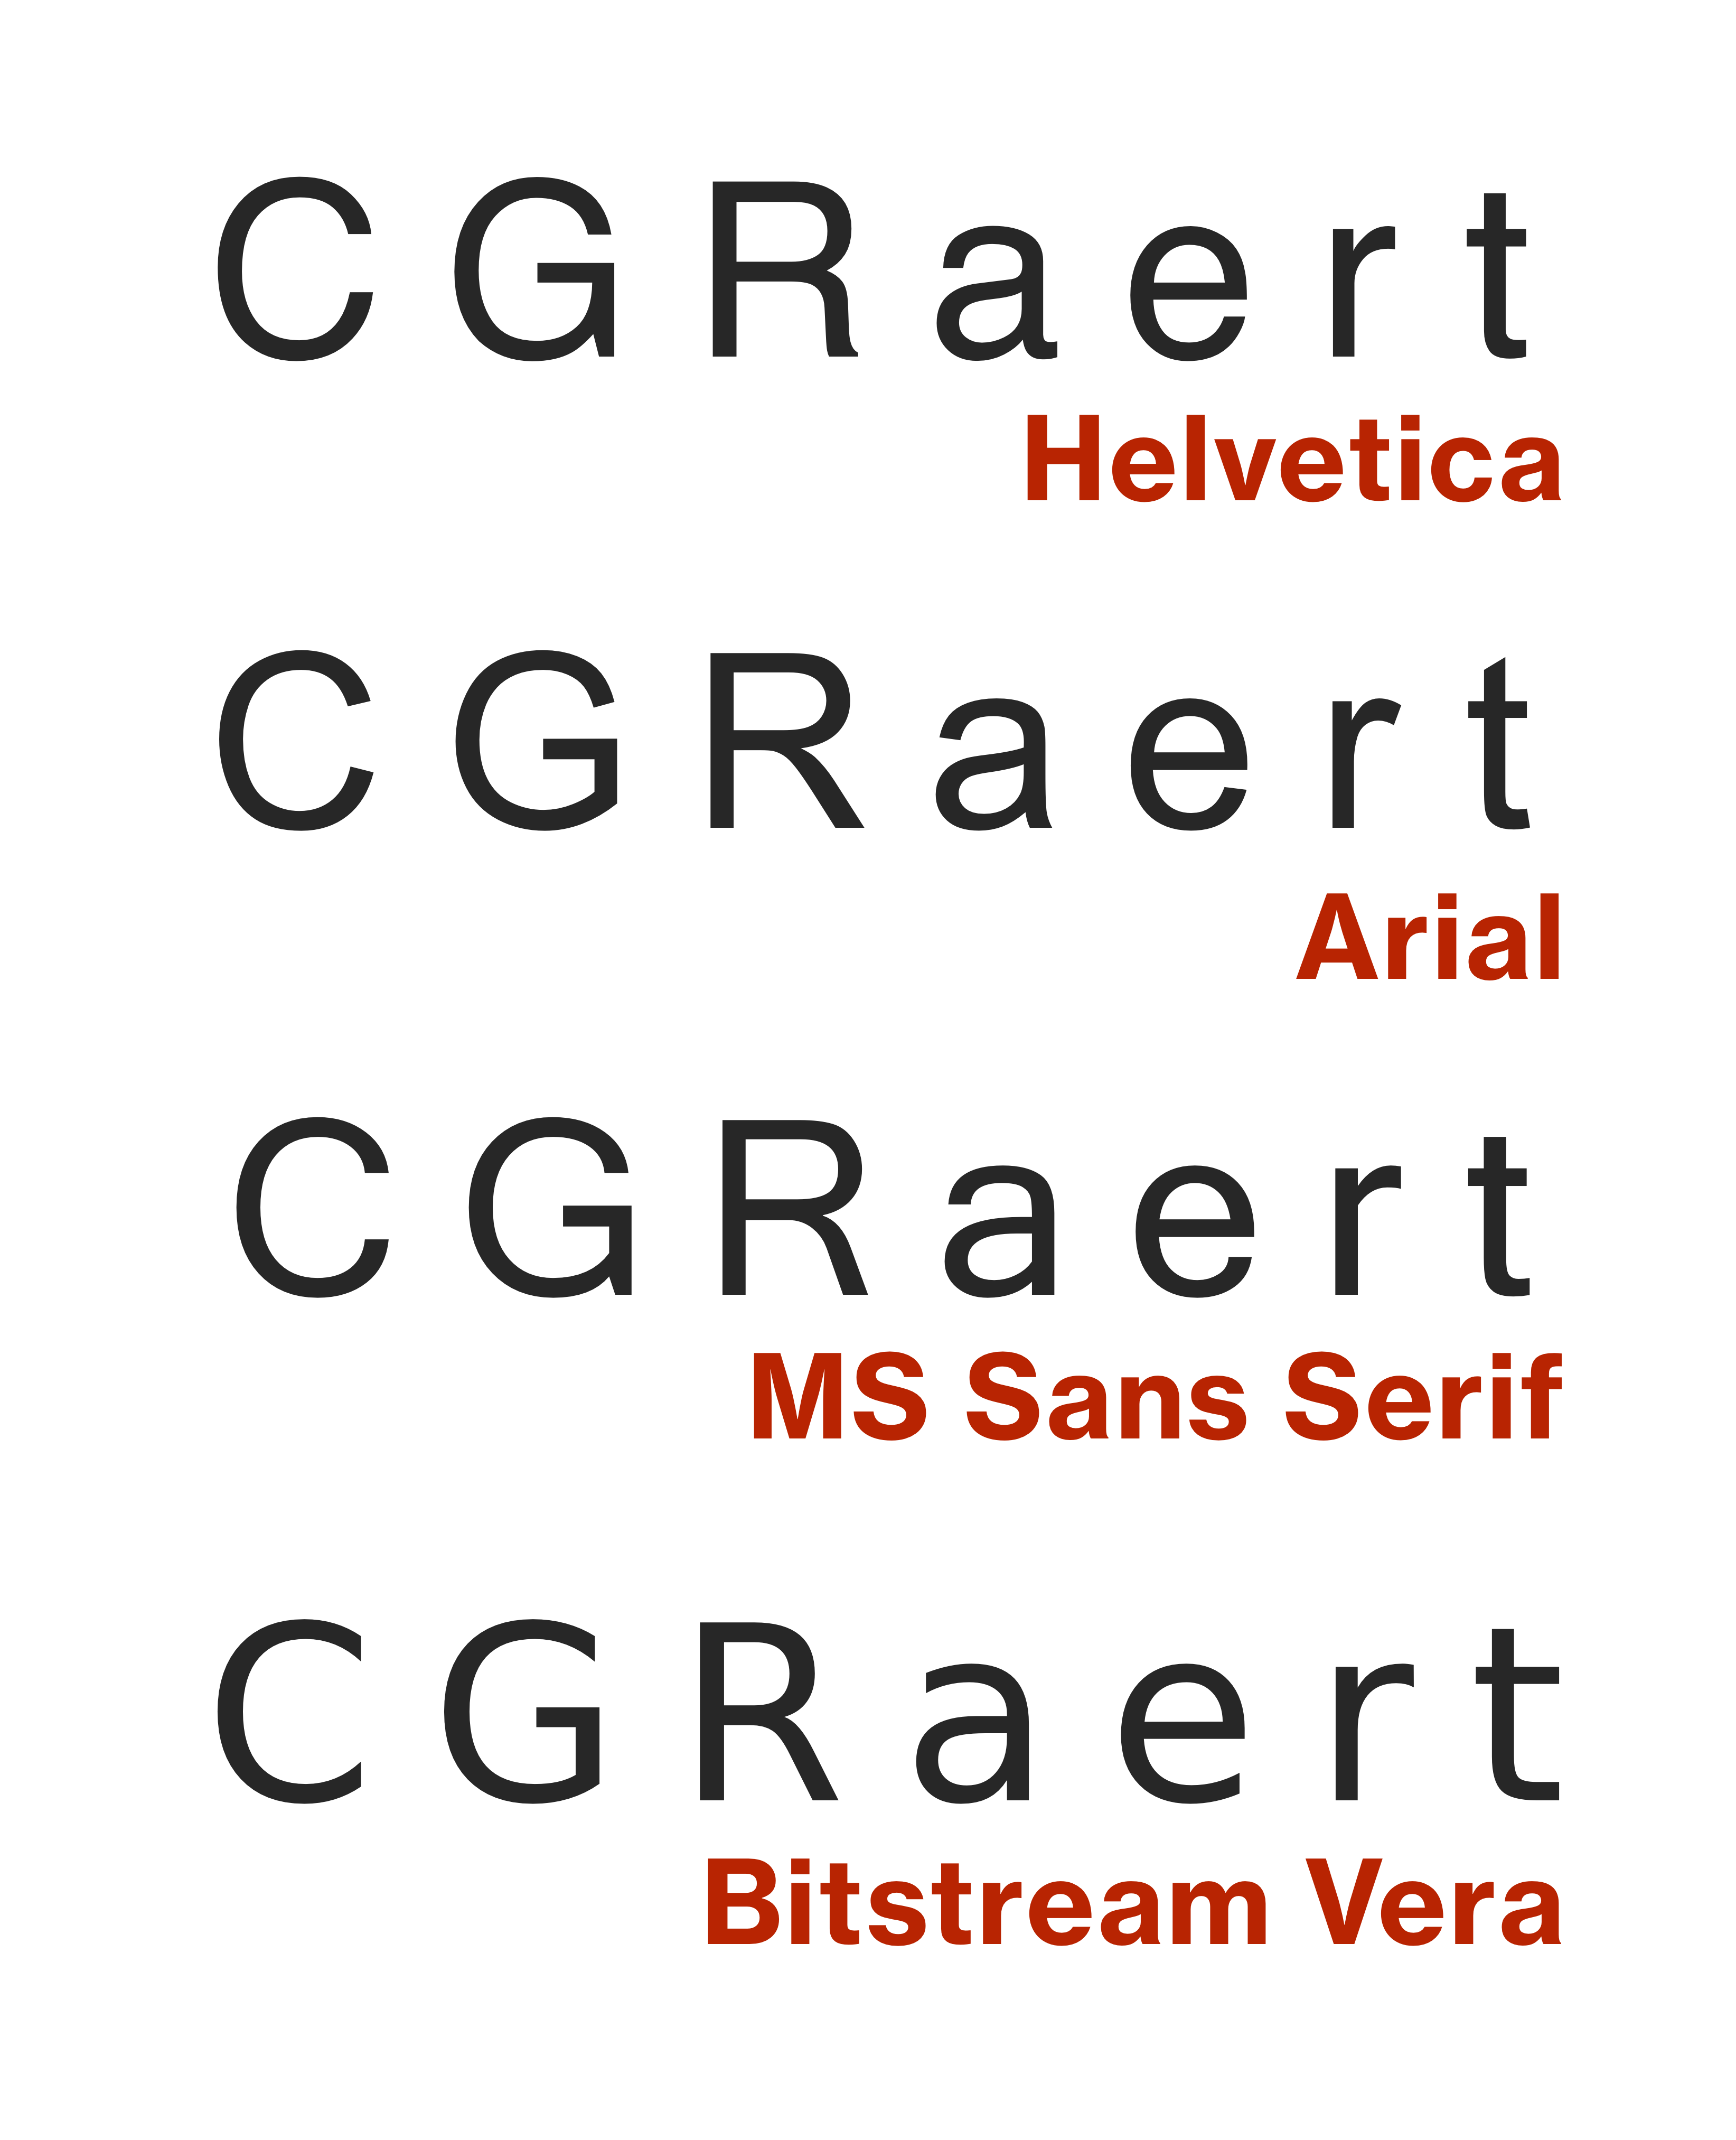 C G R a e r t
Helvetica
C G R a e r t
Arial
C G R a e r t
MS Sans Serif
C G R a e r t
Bitstream Vera